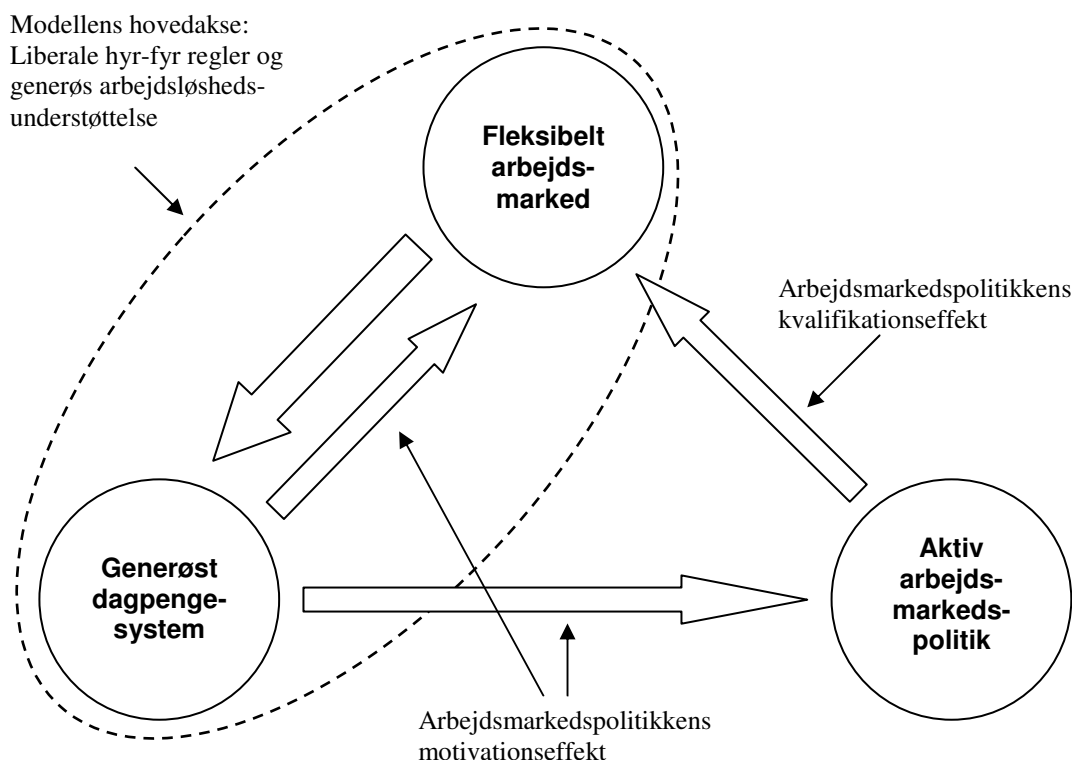 Modellens hovedakse:
Liberale hyr-fyr regler og
generøs arbejdsløsheds-
understøttelse
Fleksibelt
arbejds-
marked
Arbejdsmarkedspolitikkens
kvalifikationseffekt
Generøst
dagpenge-
system
Aktiv
arbejds-
markeds-
politik
Arbejdsmarkedspolitikkens
motivationseffekt